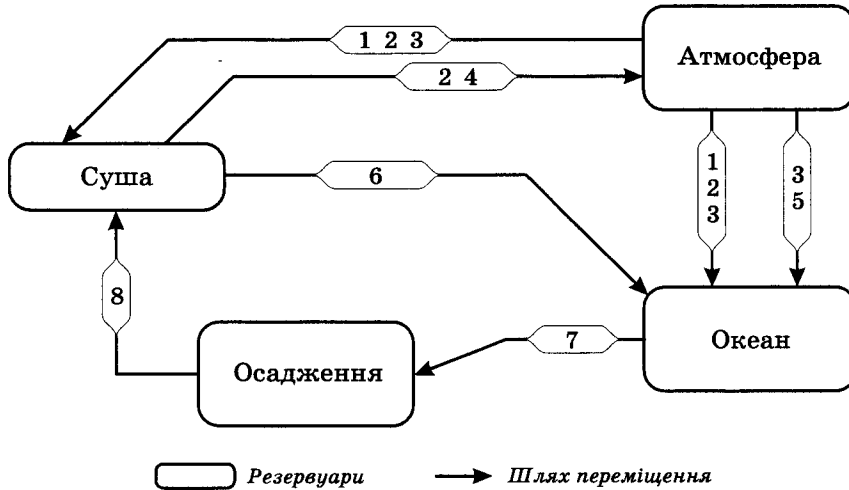 1 2 3
Атмосфера
2 4
Суша
6
1
2
3
3
5
8
Осадження
7
Океан
Резервуари
Шлях переміщення